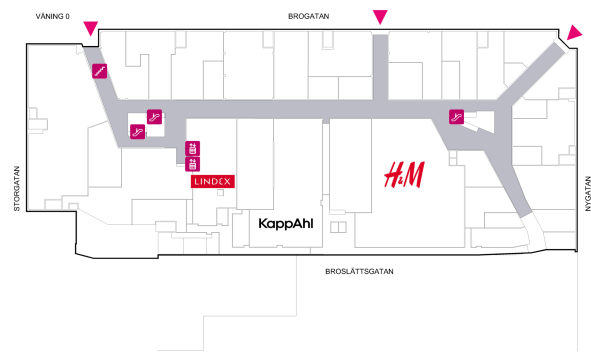 VÅNING 0
BROGATAN
STORGATAN
NYGATAN
LINDEX
H&M
KappAhl
BROSLÄTTSGATAN